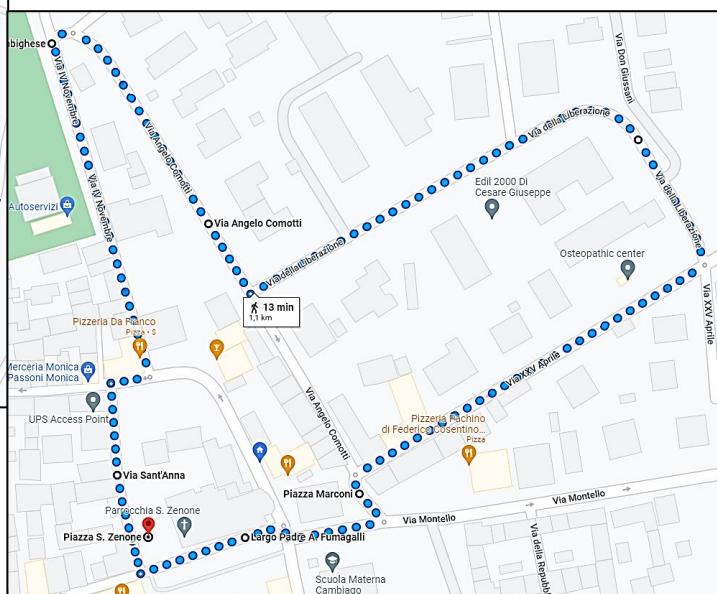 nbighese
Via IV Novembre
Via Angelo Comotti
Via Don Giussani
Via della Liberazione
Edil 2000 Di
Cesare Giuseppe
Via della Liberazione
Via IV Novembre
Autoservizi
Via Angelo Comotti
Via della Liberazione
Osteopathic center
13 min
1,1 km
Via XXV Aprile
Pizzeria Da Franco
Pizza • $
Merceria Monica
Passoni Monica
Via XXV Aprile
UPS Access Point
Via Angelo Comotti
Pizzeria Pachino
di Federico Cosentino...
Pizza
Via Sant'Anna
Piazza Marconi
Via Montello
Via Montello
Parrocchia S. Zenone
Piazza S. Zenone
Largo Padre A. Fumagalli
Scuola Materna
Cambiago
Via della Repubb